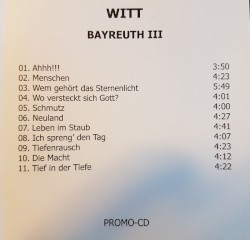 WITT
BAYREUTH III
01. Ahhh!!! 3:50
02. Menschen 4:23
03. Wem gehört das Sternenlicht 5:49
04. Wo versteckt sich Gott? 4:01
05. Schmutz 4:00
06. Neuland 4:27
07. Leben im Staub 4:41
08. Ich spreng' den Tag 4:07
09. Tiefenrausch 4:23
10. Die Macht 4:12
11. Tief in der Tiefe 4:22
PROMO-CD